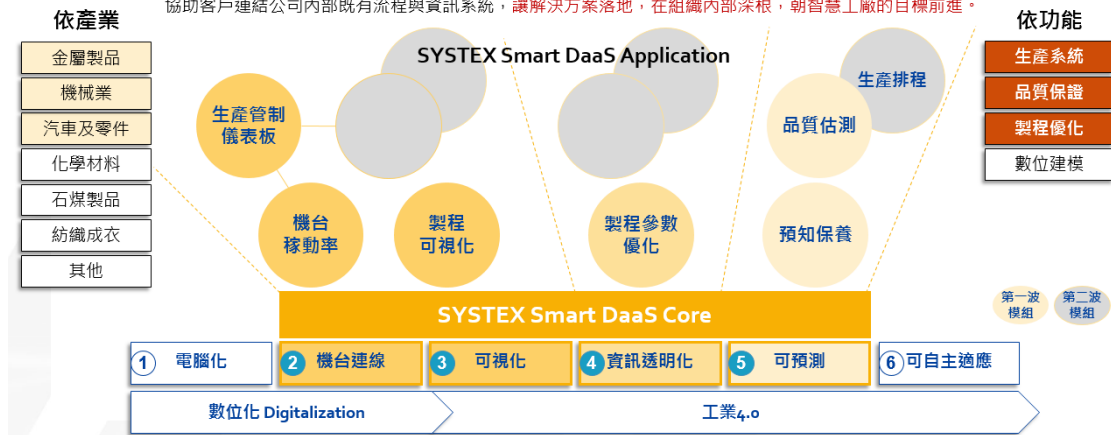 協助客戶連結公司內部既有流程與資訊系統，讓解決方案落地，在組織內部深根，朝智慧工廠的目標前進。
依產業
金屬製品
機械業
汽車及零件
化學材料
石煤製品
紡織成衣
其他
SYSTEX Smart DaaS Application
生產管制
儀表板
機台
稼動率
製程
可視化
製程參數
優化
品質估測
生產排程
預知保養
依功能
生產系統
品質保證
製程優化
數位建模
第一波
模組
第二波
模組
SYSTEX Smart DaaS Core
1 電腦化
2 機台連線
3 可視化
4 資訊透明化
5 可預測
6 可自主適應
數位化 Digitalization
工業4.0